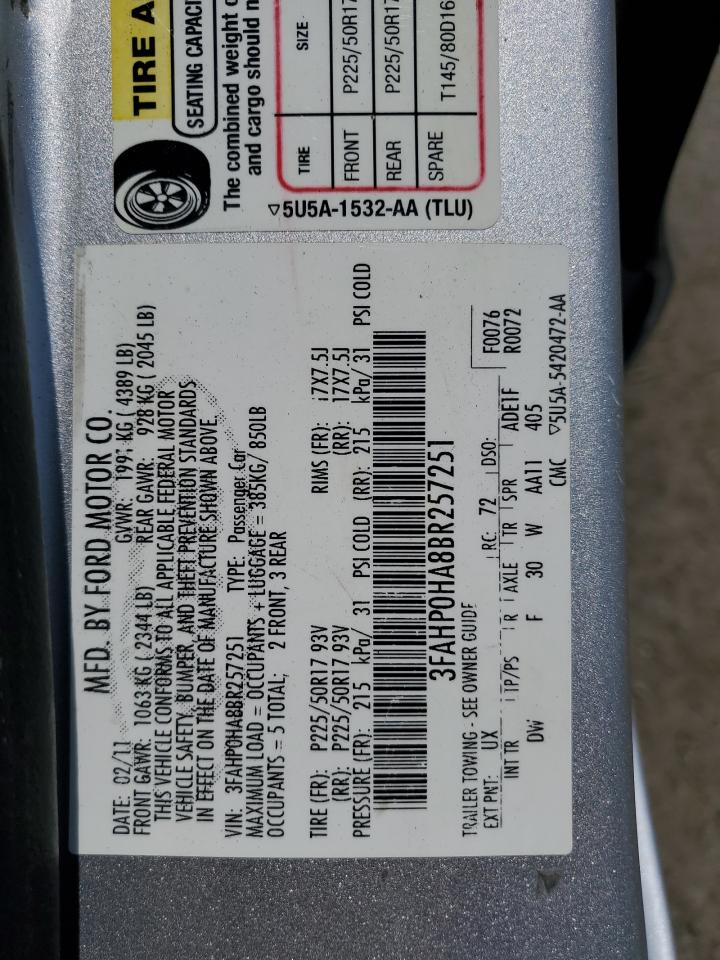 MFD. BY FORD MOTOR CO.
DATE: 02/11 GVWR: 1991 KG ( 4389 LB)
FRONT GAWR: 1063 KG ( 2344 LB) REAR GAWR: 928 KG ( 2045 LB)
THIS VEHICLE CONFORMS TO ALL APPLICABLE FEDERAL MOTOR
VEHICLE SAFETY, BUMPER, AND THEFT PREVENTION STANDARDS
IN EFFECT ON THE DATE OF MANUFACTURE SHOWN ABOVE.
VIN: 3FAHP0HA8BR257251 TYPE: Passenger Car
MAXIMUM LOAD = OCCUPANTS + LUGGAGE = 385KG/ 850LB
OCCUPANTS = 5 TOTAL; 2 FRONT, 3 REAR
TIRE (FR): P225/50R17 93V RIMS (FR): 17X7.5J
(RR): P225/50R17 93V (RR): 17X7.5J
PRESSURE (FR): 215 kPa/ 31 PSI COLD (RR): 215 kPa/ 31 PSI COLD
3FAHP0HA8BR257251
TRAILER TOWING - SEE OWNER GUIDE
F0076
R0072
EXT PNT: UX RC: 72 DSO:
INT TR TP/PS R AXLE TR SPR ADE1F
DW F 30 W AA11 405
CMC ▽5U5A-5420472-AA
TIRE A
SEATING CAPACI
The combined weight
and cargo should
TIRE SIZE
FRONT P225/50R17
REAR P225/50R17
SPARE T145/80D16
▽5U5A-1532-AA (TLU)